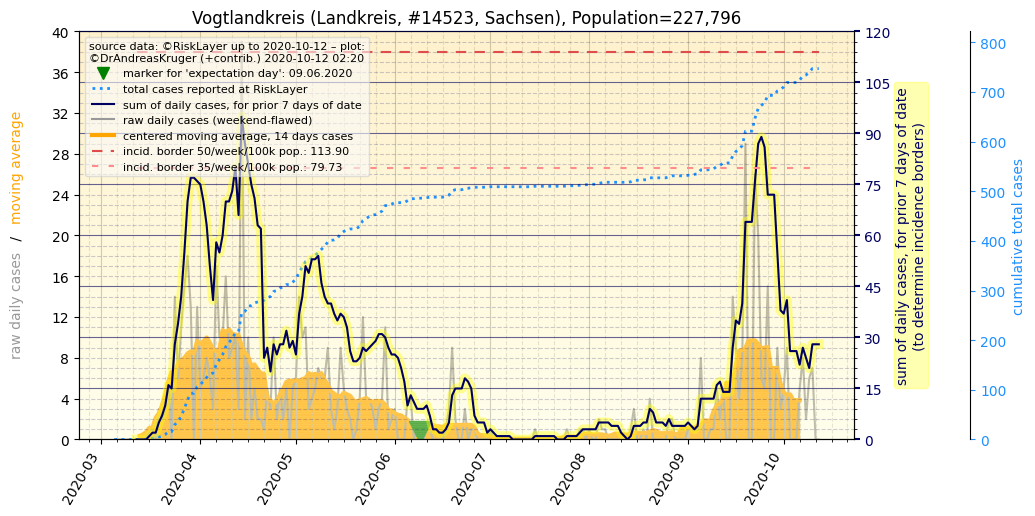 Vogtlandkreis (Landkreis, #14523, Sachsen), Population=227,796
source data: ©RiskLayer up to 2020-10-12 – plot:
©DrAndreasKruger (+contrib.) 2020-10-12 02:20
marker for 'expectation day': 09.06.2020
total cases reported at RiskLayer
sum of daily cases, for prior 7 days of date
raw daily cases (weekend-flawed)
centered moving average, 14 days cases
incid. border 50/week/100k pop.: 113.90
incid. border 35/week/100k pop.: 79.73
raw daily cases / moving average
40
36
32
28
24
20
16
12
8
4
0
120
105
90
75
60
45
30
15
0
sum of daily cases, for prior 7 days of date
(to determine incidence borders)
800
700
600
500
400
300
200
100
0
cumulative total cases
2020-03
2020-04
2020-05
2020-06
2020-07
2020-08
2020-09
2020-10